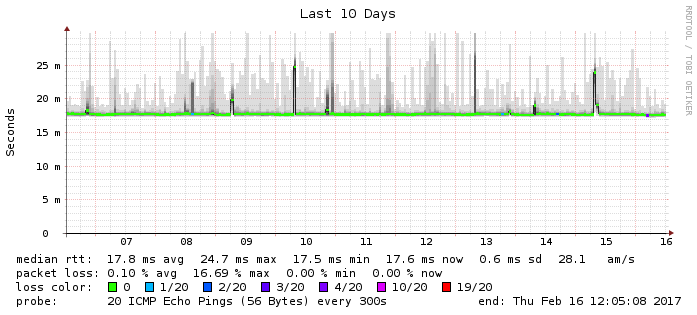 Last 10 Days
RRDTOOL / TOBI OETIKER
Seconds
25 m
20 m
15 m
10 m
5 m
0
07 08 09 10 11 12 13 14 15 16
median rtt: 17.8 ms avg 24.7 ms max 17.5 ms min 17.6 ms now 0.6 ms sd 28.1 am/s
packet loss: 0.10 % avg 16.69 % max 0.00 % min 0.00 % now
loss color: 0 1/20 2/20 3/20 4/20 10/20 19/20
probe: 20 ICMP Echo Pings (56 Bytes) every 300s end: Thu Feb 16 12:05:08 2017